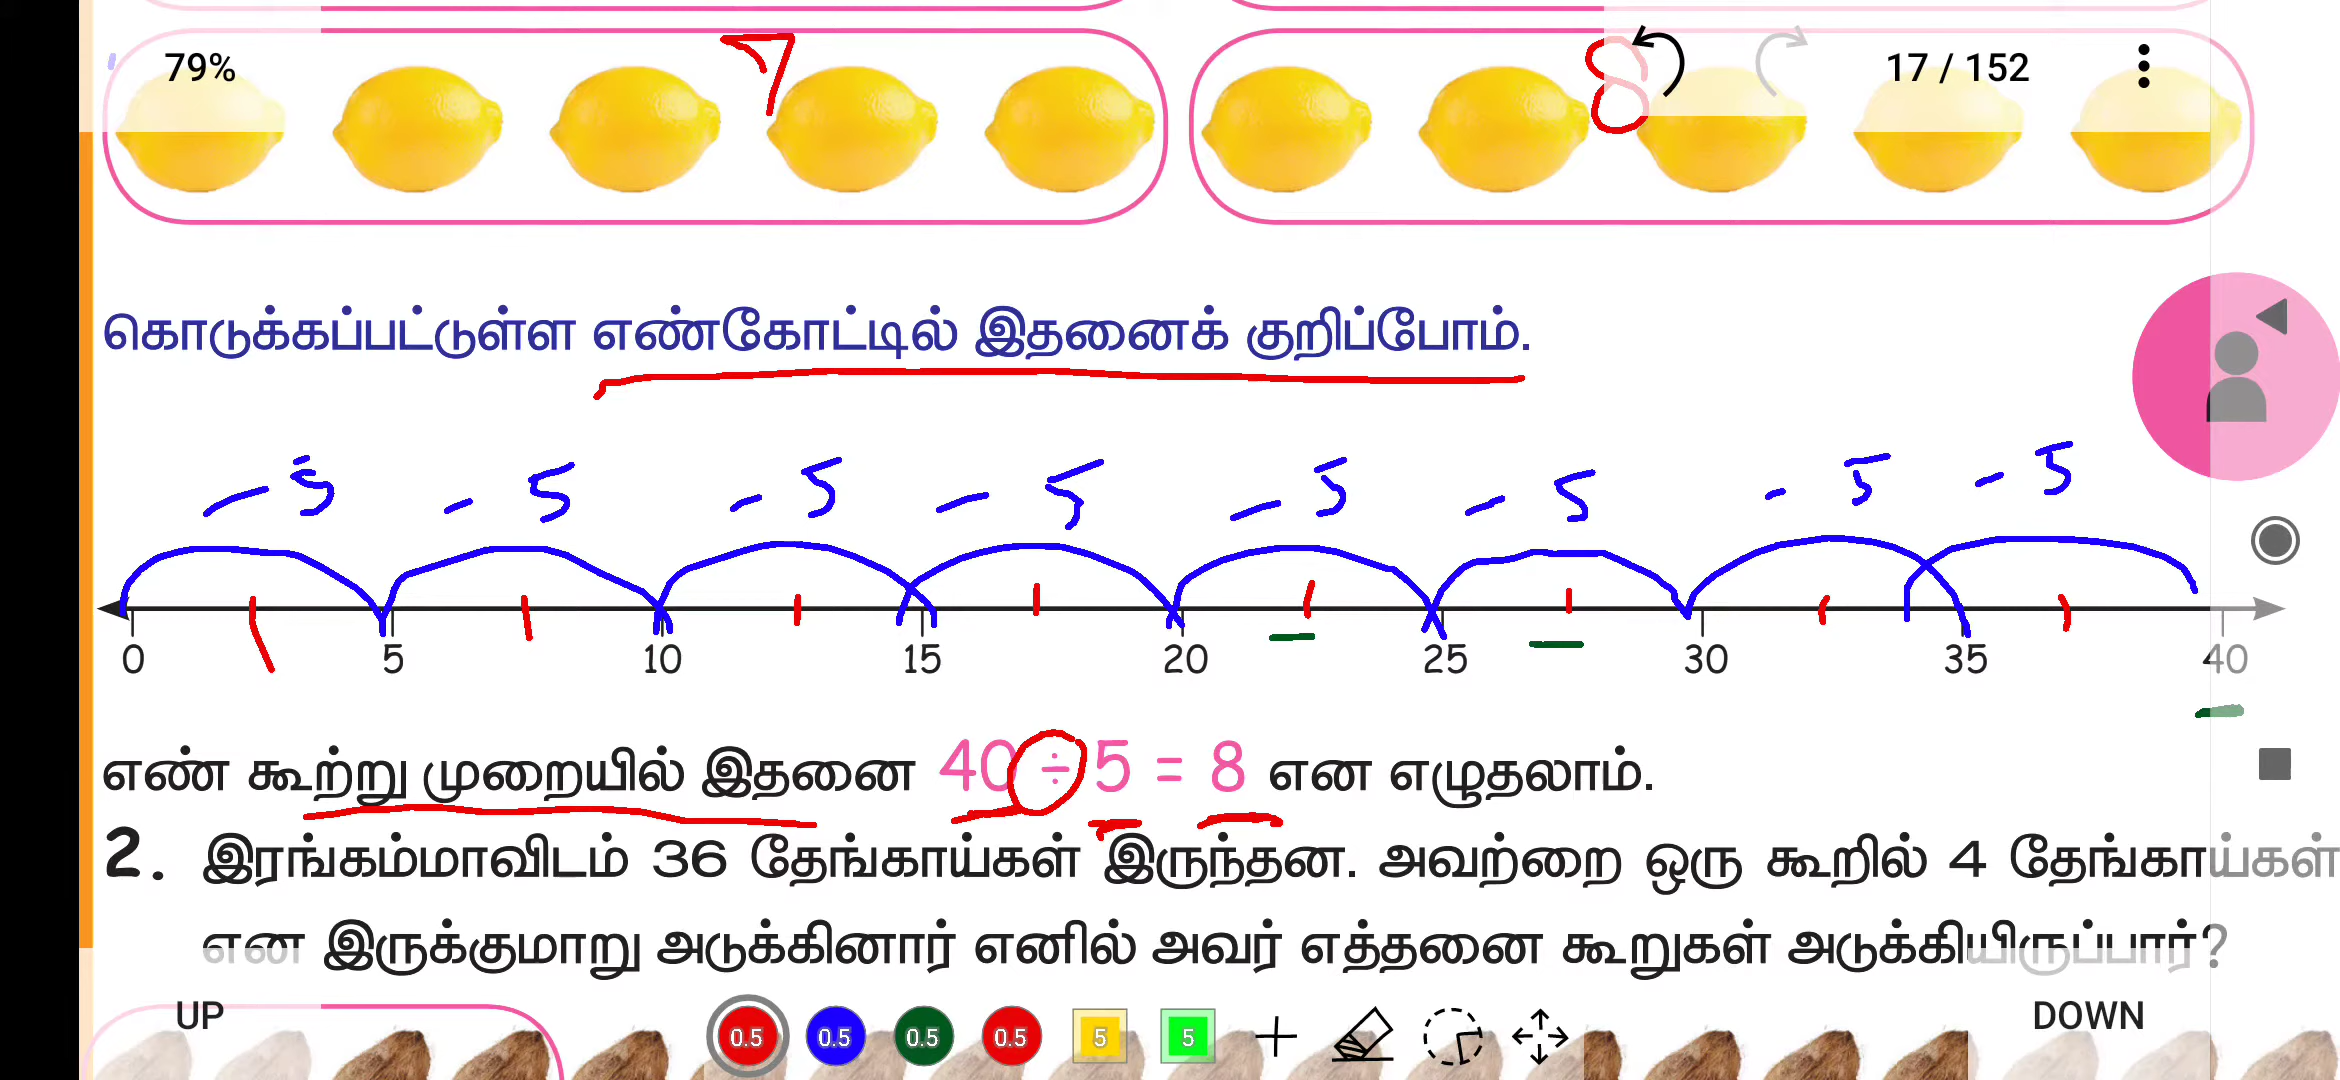 79%
7
8
17 / 152
கொடுக்கப்பட்டுள்ள எண்கோட்டில் இதனைக் குறிப்போம்.
- 5 - 5 - 5 - 5 - 5 - 5 - 5 - 5
0 5 10 15 20 25 30 35 40
எண் கூற்று முறையில் இதனை 40 ÷ 5 = 8 என எழுதலாம்.
2. இரங்கம்மாவிடம் 36 தேங்காய்கள் இருந்தன. அவற்றை ஒரு கூறில் 4 தேங்காய்கள்
என இருக்குமாறு அடுக்கினார் எனில் அவர் எத்தனை கூறுகள் அடுக்கியிருப்பார்?
UP
0.5 0.5 0.5 0.5 5 5
DOWN